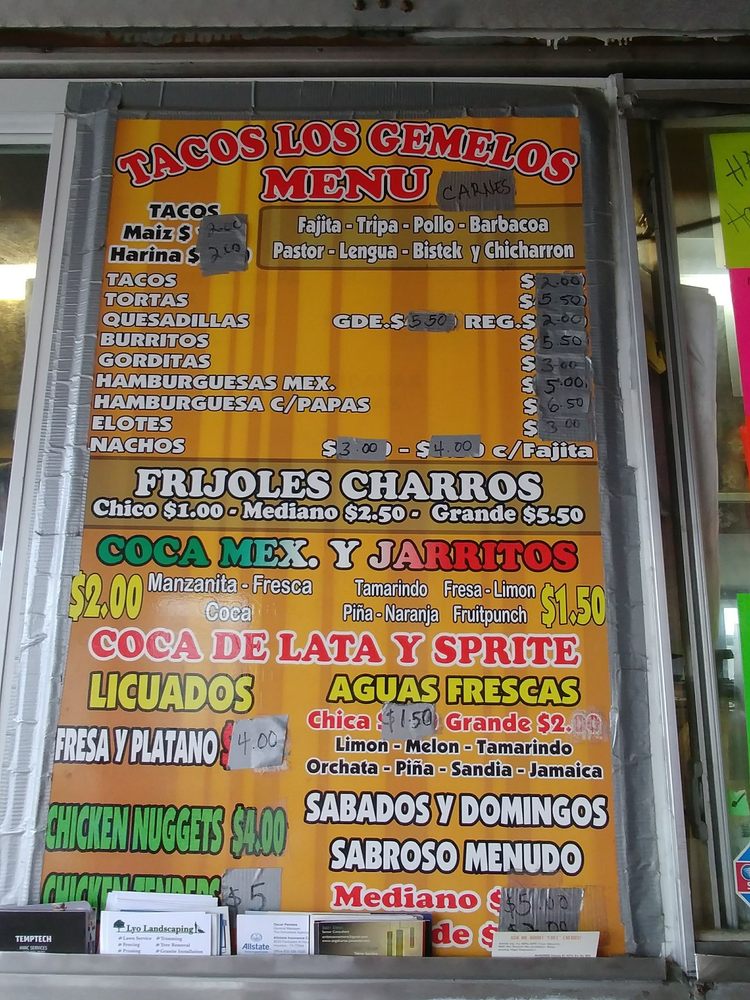 TACOS LOS GEMELOS
MENU CARNES
TACOS
Maiz $ 2.00
Harina $ 2.00
Fajita - Tripa - Pollo - Barbacoa
Pastor - Lengua - Bistek y Chicharron
TACOS $ 2.00
TORTAS $ 5.50
QUESADILLAS GDE.$ 5.50 REG.$ 2.00
BURRITOS $ 5.50
GORDITAS $ 3.00
HAMBURGUESAS MEX. $ 5.00
HAMBURGUESA C/PAPAS $ 6.50
ELOTES $ 3.00
NACHOS $ 3.00 - $ 4.00 c/Fajita
FRIJOLES CHARROS
Chico $1.00 - Mediano $2.50 - Grande $5.50
COCA MEX. Y JARRITOS
$2.00 Manzanita - Fresca
Coca
Tamarindo Fresa - Limon
Piña - Naranja Fruitpunch
$1.50
COCA DE LATA Y SPRITE
LICUADOS
FRESA Y PLATANO $ 4.00
CHICKEN NUGGETS $4.00
CHICKEN TENDERS $5
AGUAS FRESCAS
Chica $1.50 Grande $2.00
Limon - Melon - Tamarindo
Orchata - Piña - Sandia - Jamaica
SABADOS Y DOMINGOS
SABROSO MENUDO
Mediano $
de $
TEMPTECH
HVAC SERVICES
Lyo Landscaping
Allstate